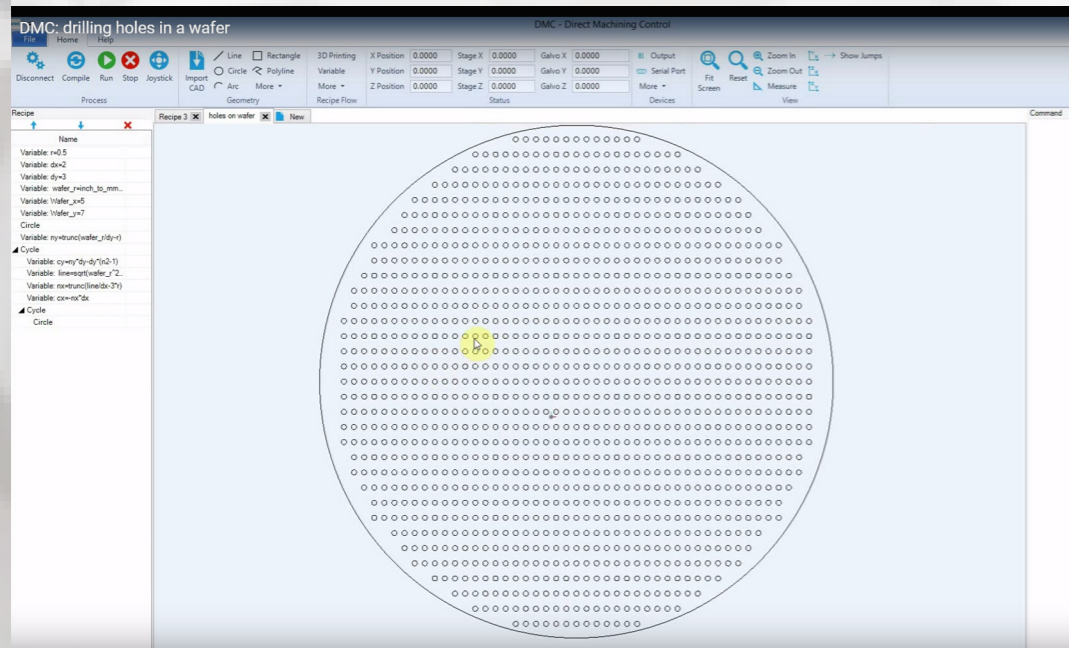 DMC: drilling holes in a wafer
DMC - Direct Machining Control
File Home Help
Disconnect Compile Run Stop Joystick
Process
Import CAD
Line Rectangle
Circle Polyline
Arc More
Geometry
3D Printing
Variable
More
Recipe Flow
X Position 0.0000 Stage X 0.0000 Galvo X 0.0000
Y Position 0.0000 Stage Y 0.0000 Galvo Y 0.0000
Z Position 0.0000 Stage Z 0.0000 Galvo Z 0.0000
Status
Output
Serial Port
More
Devices
Fit Screen
Reset
Zoom In
Zoom Out
Measure
Show Jumps
View
Recipe
Recipe 3 holes on wafer New
Command
Name
Variable: r=0.5
Variable: dx=2
Variable: dy=3
Variable: wafer_r=inch_to_mm...
Variable: Wafer_x=5
Variable: Wafer_y=7
Circle
Variable: ny=trunc(wafer_r/dy-r)
Cycle
Variable: cy=ny*dy-dy*(n2-1)
Variable: line=sqrt(wafer_r^2...
Variable: nx=trunc(line/dx-3*r)
Variable: cx=-nx*dx
Cycle
Circle